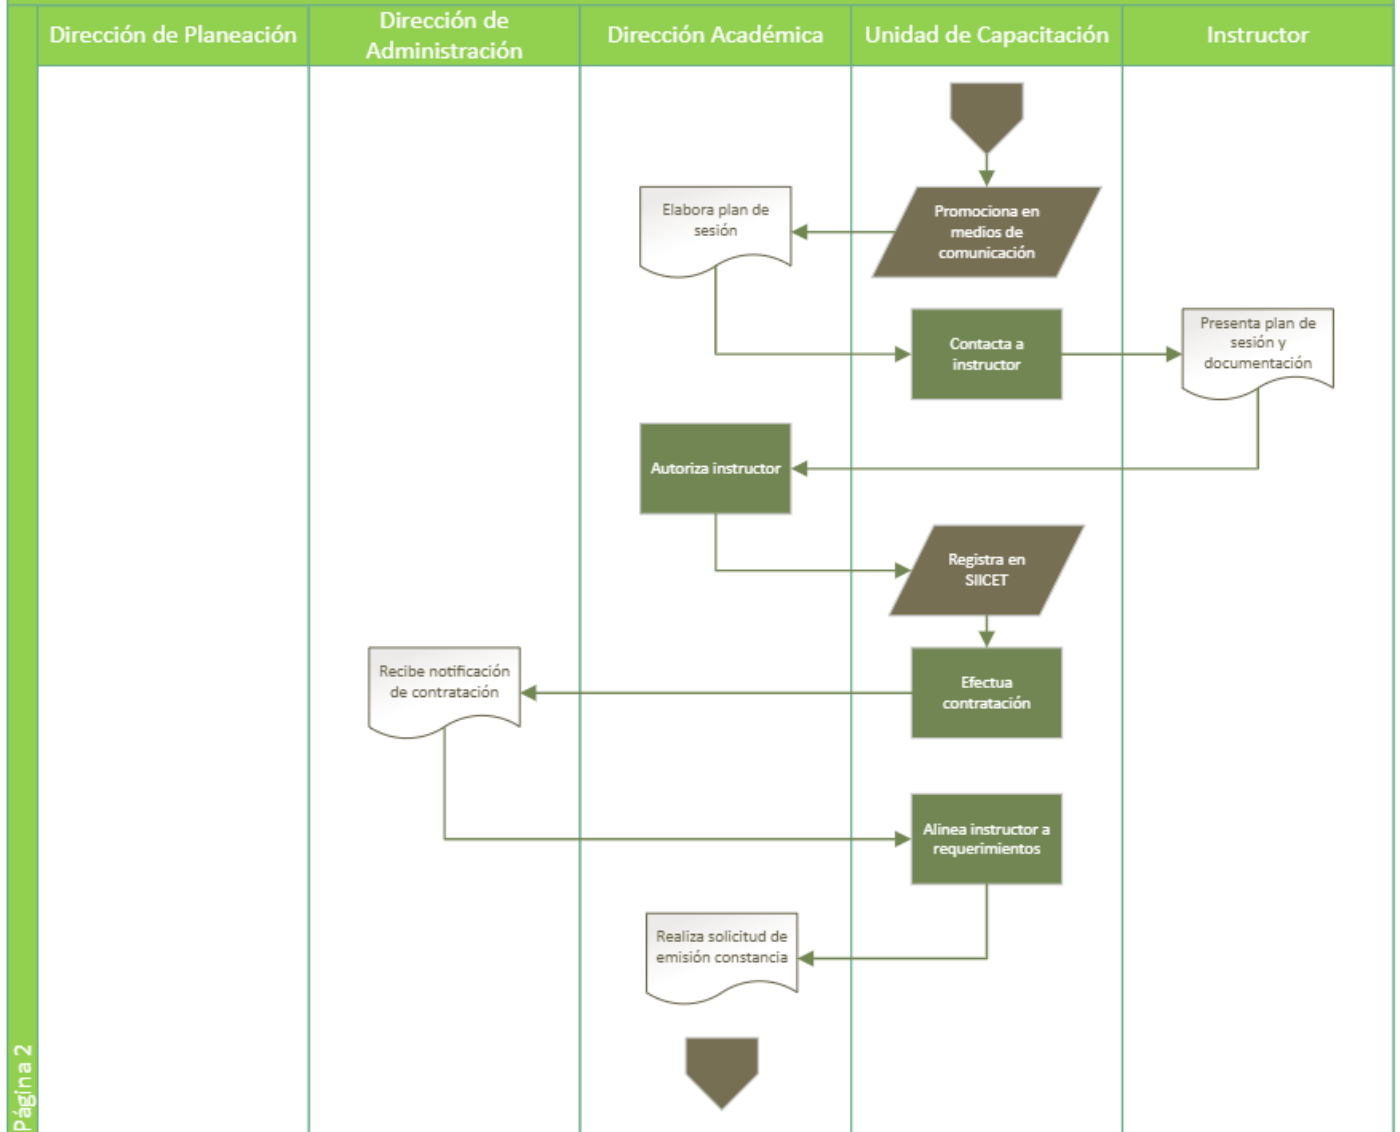 Dirección de Planeación
Dirección de
Administración
Dirección Académica
Unidad de Capacitación
Instructor
Promociona en
medios de
comunicación
Elabora plan de
sesión
Contacta a
instructor
Presenta plan de
sesión y
documentación
Autoriza instructor
Registra en
SIICET
Efectua
contratación
Recibe notificación
de contratación
Alinea instructor a
requerimientos
Realiza solicitud de
emisión constancia
Página 2